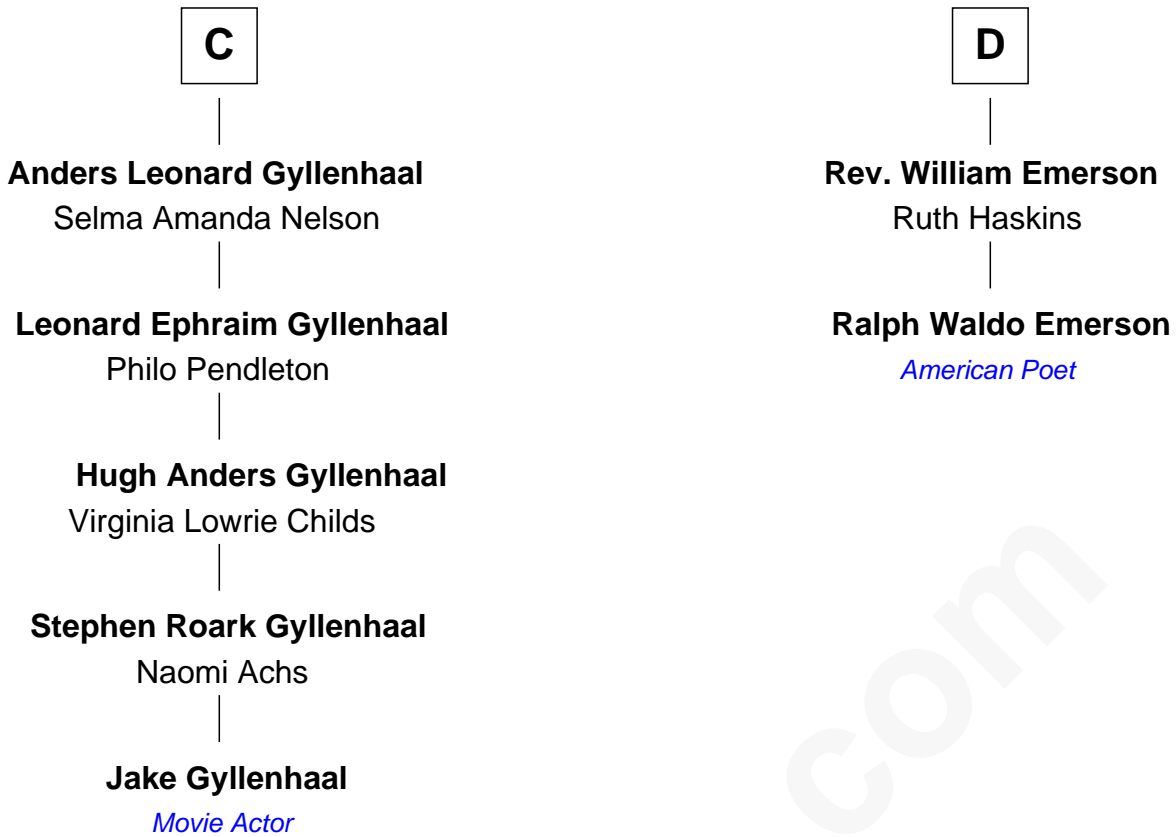 C
Anders Leonard Gyllenhaal
Selma Amanda Nelson
Leonard Ephraim Gyllenhaal
Philo Pendleton
Hugh Anders Gyllenhaal
Virginia Lowrie Childs
Stephen Roark Gyllenhaal
Naomi Achs
Jake Gyllenhaal
Movie Actor
D
Rev. William Emerson
Ruth Haskins
Ralph Waldo Emerson
American Poet
com